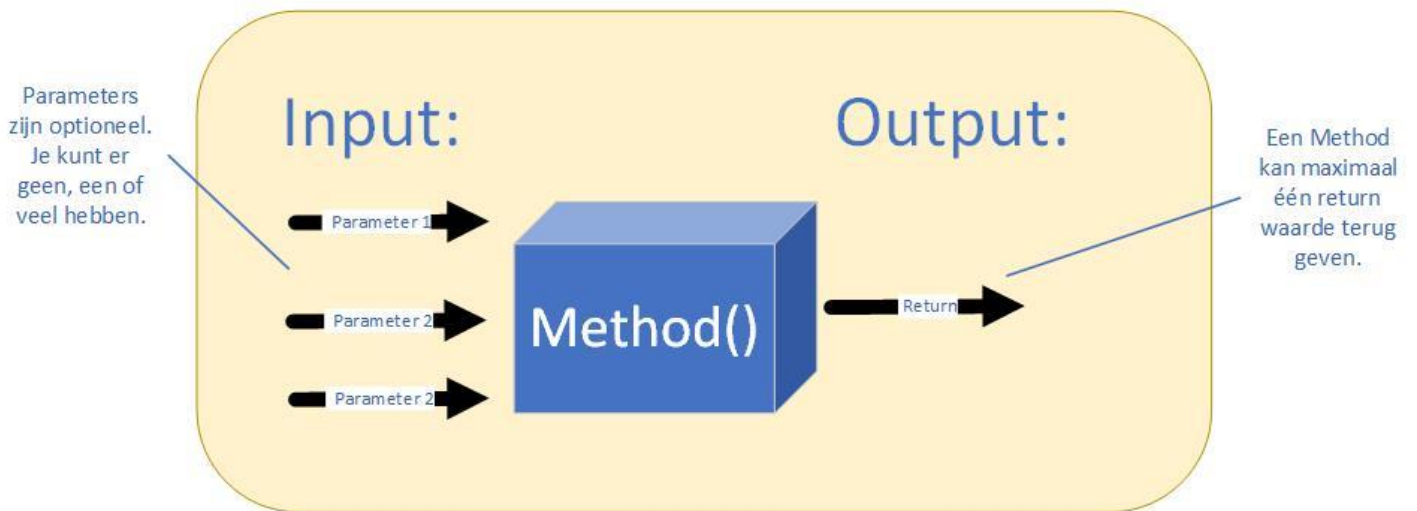 Parameters
zijn optioneel.
Je kunt er
geen, een of
veel hebben.
Input:
Parameter 1
Parameter 2
Parameter 2
Method()
Output:
Return
Een Method
kan maximaal
één return
waarde terug
geven.